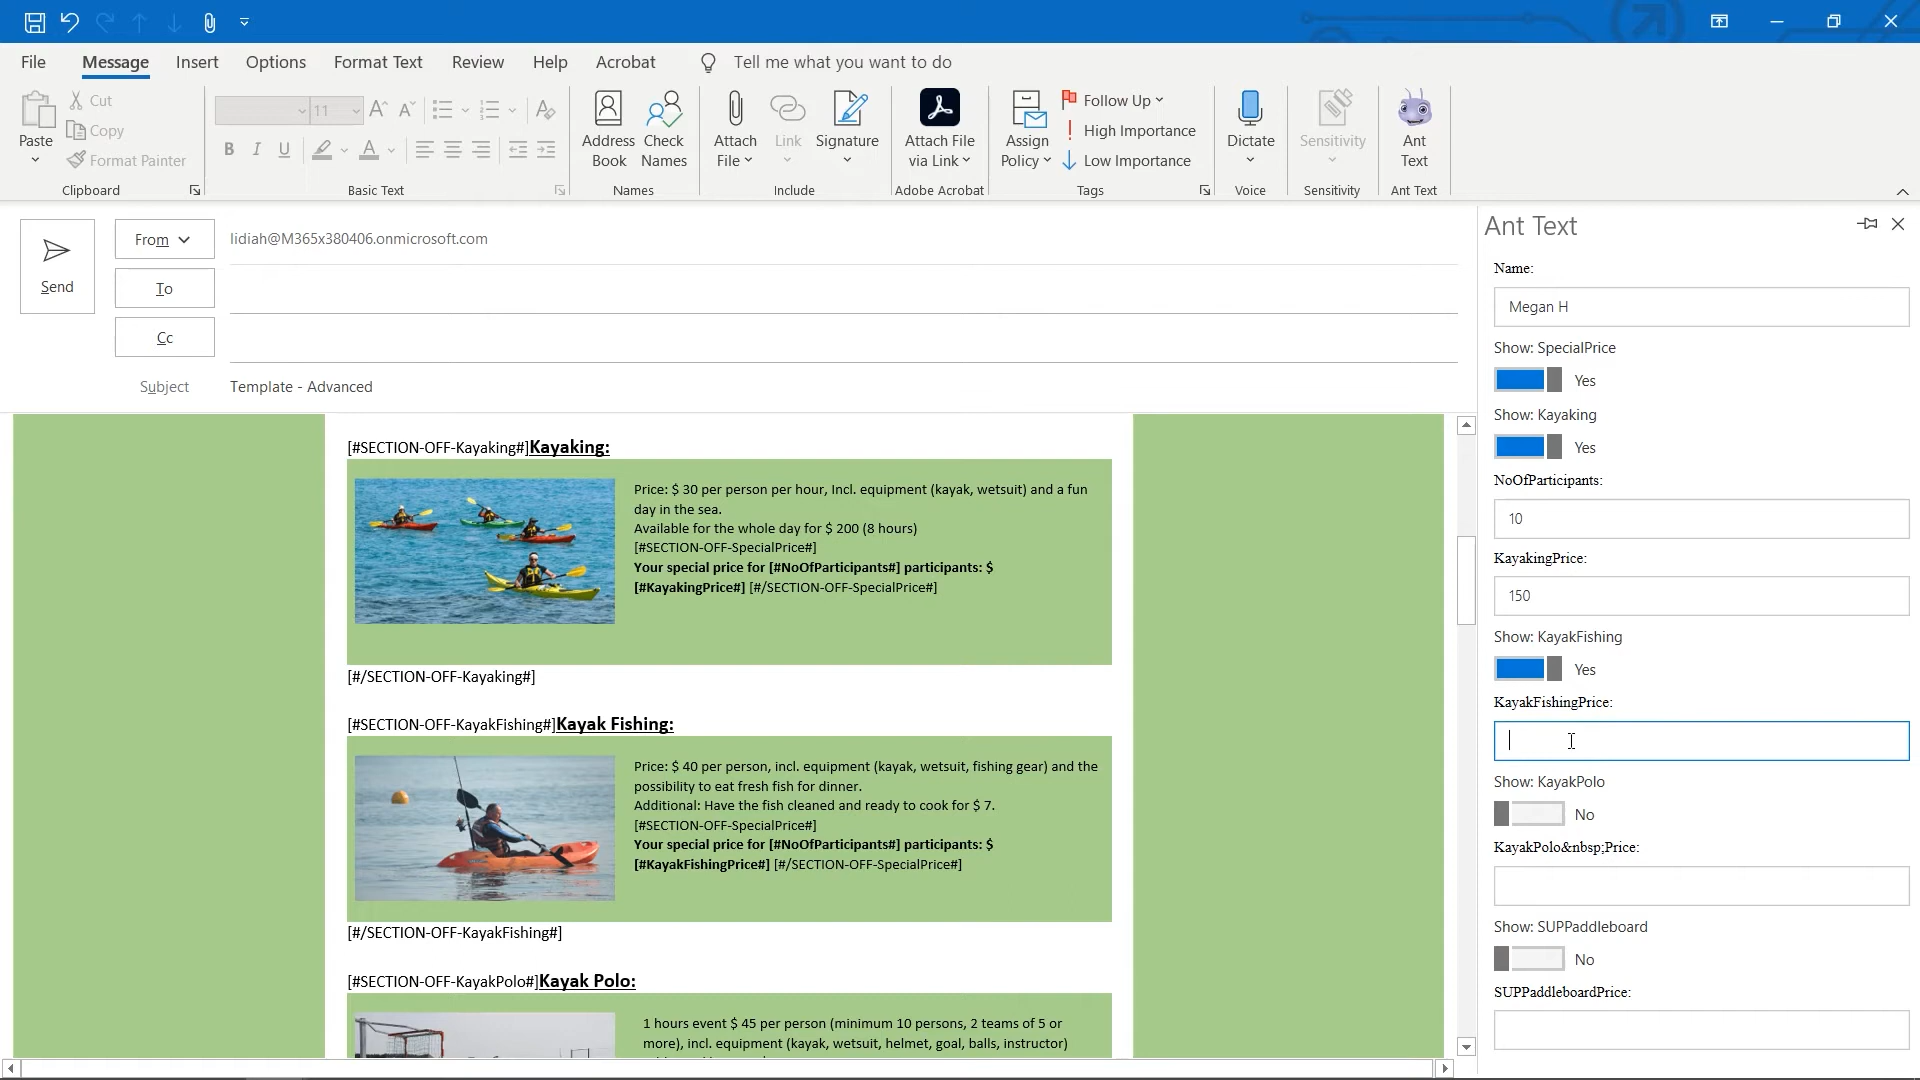 File Message Insert Options Format Text Review Help Acrobat Tell me what you want to do
Paste
Cut
Copy
Format Painter
Clipboard
11
B I U A
Basic Text
Address Book
Check Names
Names
Attach File
Link
Signature
Include
Attach File via Link
Adobe Acrobat
Assign Policy
Follow Up
High Importance
Low Importance
Tags
Dictate
Voice
Sensitivity
Sensitivity
Ant Text
Ant Text
Send
From
lidiah@M365x380406.onmicrosoft.com
To
Cc
Subject
Template - Advanced
[#SECTION-OFF-Kayaking#]Kayaking:
Price: $ 30 per person per hour, Incl. equipment (kayak, wetsuit) and a fun
day in the sea.
Available for the whole day for $ 200 (8 hours)
[#SECTION-OFF-SpecialPrice#]
Your special price for [#NoOfParticipants#] participants: $
[#KayakingPrice#] [#/SECTION-OFF-SpecialPrice#]
[#/SECTION-OFF-Kayaking#]
[#SECTION-OFF-KayakFishing#]Kayak Fishing:
Price: $ 40 per person, incl. equipment (kayak, wetsuit, fishing gear) and the
possibility to eat fresh fish for dinner.
Additional: Have the fish cleaned and ready to cook for $ 7.
[#SECTION-OFF-SpecialPrice#]
Your special price for [#NoOfParticipants#] participants: $
[#KayakFishingPrice#] [#/SECTION-OFF-SpecialPrice#]
[#/SECTION-OFF-KayakFishing#]
[#SECTION-OFF-KayakPolo#]Kayak Polo:
1 hours event $ 45 per person (minimum 10 persons, 2 teams of 5 or
more), incl. equipment (kayak, wetsuit, helmet, goal, balls, instructor)
Ant Text
Name:
Megan H
Show: SpecialPrice
Yes
Show: Kayaking
Yes
NoOfParticipants:
10
KayakingPrice:
150
Show: KayakFishing
Yes
KayakFishingPrice:
Show: KayakPolo
No
KayakPolo&nbsp;Price:
Show: SUPPaddleboard
No
SUPPaddleboardPrice: